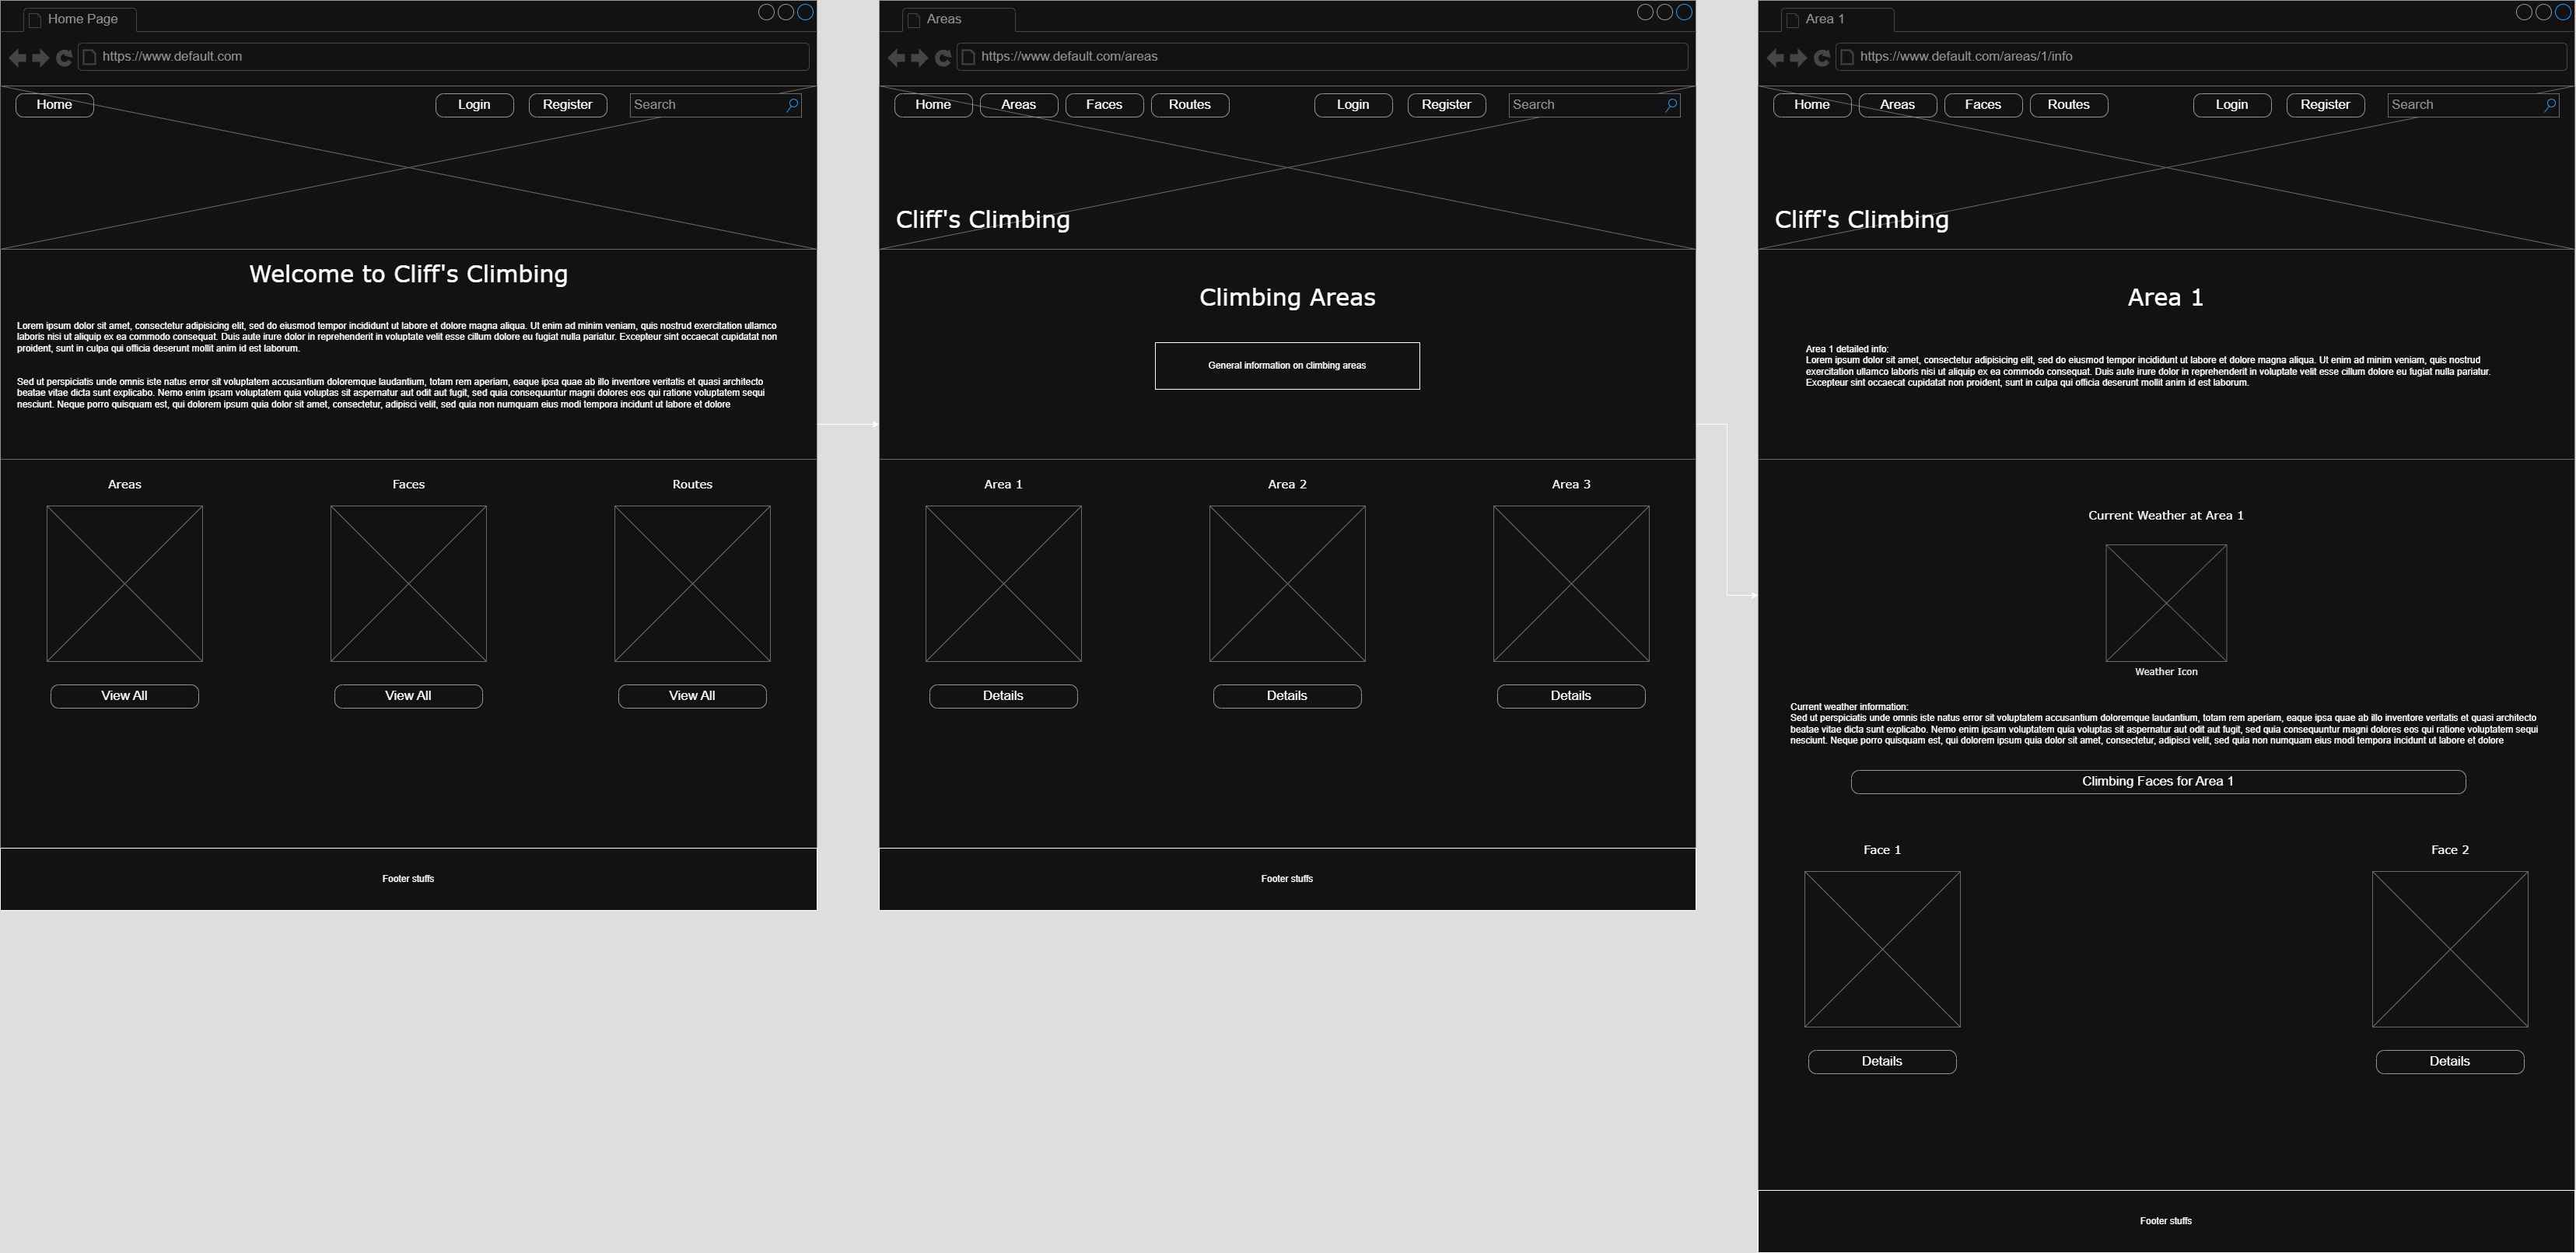 Home Page
https://www.default.com
Home
Login
Register
Search
Welcome to Cliff's Climbing
Lorem ipsum dolor sit amet, consectetur adipisicing elit, sed do eiusmod tempor incididunt ut labore et dolore magna aliqua. Ut enim ad minim veniam, quis nostrud exercitation ullamco
laboris nisi ut aliquip ex ea commodo consequat. Duis aute irure dolor in reprehenderit in voluptate velit esse cillum dolore eu fugiat nulla pariatur. Excepteur sint occaecat cupidatat non
proident, sunt in culpa qui officia deserunt mollit anim id est laborum.
Sed ut perspiciatis unde omnis iste natus error sit voluptatem accusantium doloremque laudantium, totam rem aperiam, eaque ipsa quae ab illo inventore veritatis et quasi architecto
beatae vitae dicta sunt explicabo. Nemo enim ipsam voluptatem quia voluptas sit aspernatur aut odit aut fugit, sed quia consequuntur magni dolores eos qui ratione voluptatem sequi
nesciunt. Neque porro quisquam est, qui dolorem ipsum quia dolor sit amet, consectetur, adipisci velit, sed quia non numquam eius modi tempora incidunt ut labore et dolore
Areas
Faces
Routes
View All
View All
View All
Footer stuffs
Areas
https://www.default.com/areas
Home
Areas
Faces
Routes
Login
Register
Search
Cliff's Climbing
Climbing Areas
General information on climbing areas
Area 1
Area 2
Area 3
Details
Details
Details
Footer stuffs
Area 1
https://www.default.com/areas/1/info
Home
Areas
Faces
Routes
Login
Register
Search
Cliff's Climbing
Area 1
Area 1 detailed info:
Lorem ipsum dolor sit amet, consectetur adipisicing elit, sed do eiusmod tempor incididunt ut labore et dolore magna aliqua. Ut enim ad minim veniam, quis nostrud
exercitation ullamco laboris nisi ut aliquip ex ea commodo consequat. Duis aute irure dolor in reprehenderit in voluptate velit esse cillum dolore eu fugiat nulla pariatur.
Excepteur sint occaecat cupidatat non proident, sunt in culpa qui officia deserunt mollit anim id est laborum.
Current Weather at Area 1
Weather Icon
Current weather information:
Sed ut perspiciatis unde omnis iste natus error sit voluptatem accusantium doloremque laudantium, totam rem aperiam, eaque ipsa quae ab illo inventore veritatis et quasi architecto
beatae vitae dicta sunt explicabo. Nemo enim ipsam voluptatem quia voluptas sit aspernatur aut odit aut fugit, sed quia consequuntur magni dolores eos qui ratione voluptatem sequi
nesciunt. Neque porro quisquam est, qui dolorem ipsum quia dolor sit amet, consectetur, adipisci velit, sed quia non numquam eius modi tempora incidunt ut labore et dolore
Climbing Faces for Area 1
Face 1
Face 2
Details
Details
Footer stuffs